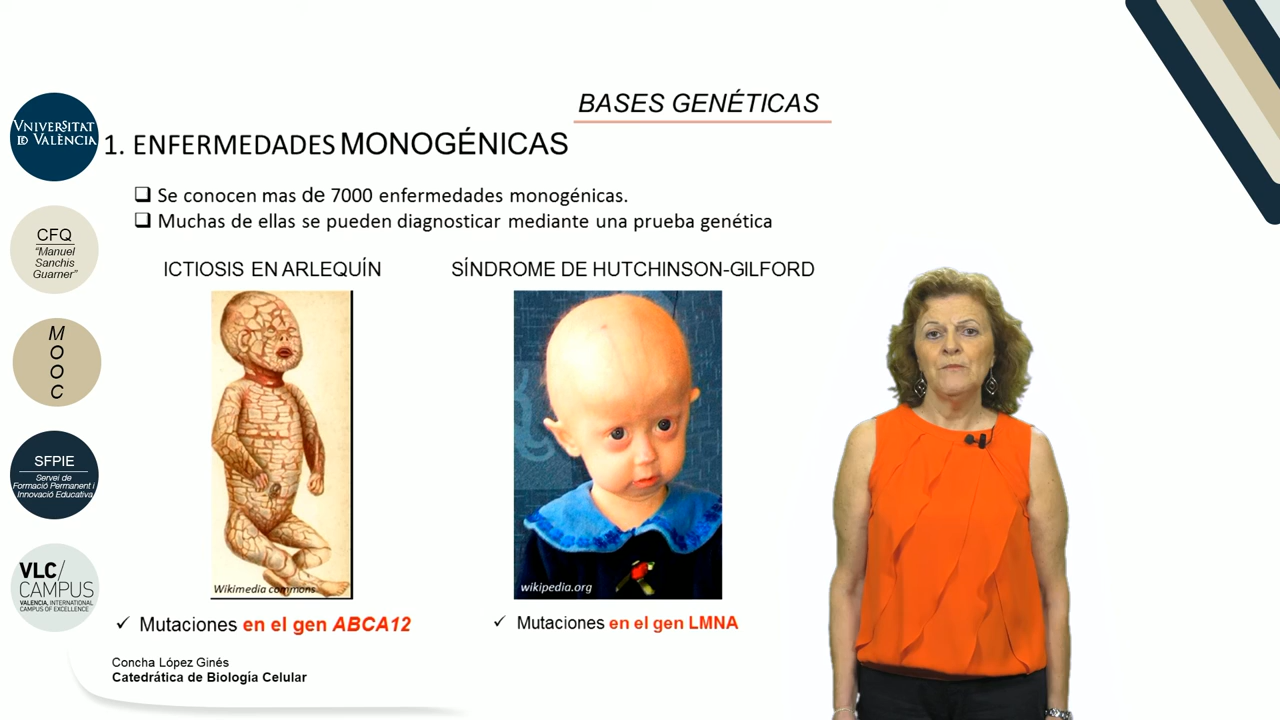 BASES GENÉTICAS
1. ENFERMEDADES MONOGÉNICAS
Se conocen mas de 7000 enfermedades monogénicas.
Muchas de ellas se pueden diagnosticar mediante una prueba genética
ICTIOSIS EN ARLEQUÍN
SÍNDROME DE HUTCHINSON-GILFORD
Wikimedia commons
wikipedia.org
Mutaciones en el gen ABCA12
Mutaciones en el gen LMNA
Concha López Ginés
Catedrática de Biología Celular
VNIVERSITAT
ID VALÈNCIA
CFQ
"Manuel
Sanchis
Guarner"
M
O
O
C
SFPIE
Servei de
Formació Permanent i
Innovació Educativa
VLC/
CAMPUS
VALENCIA, INTERNATIONAL
CAMPUS OF EXCELLENCE